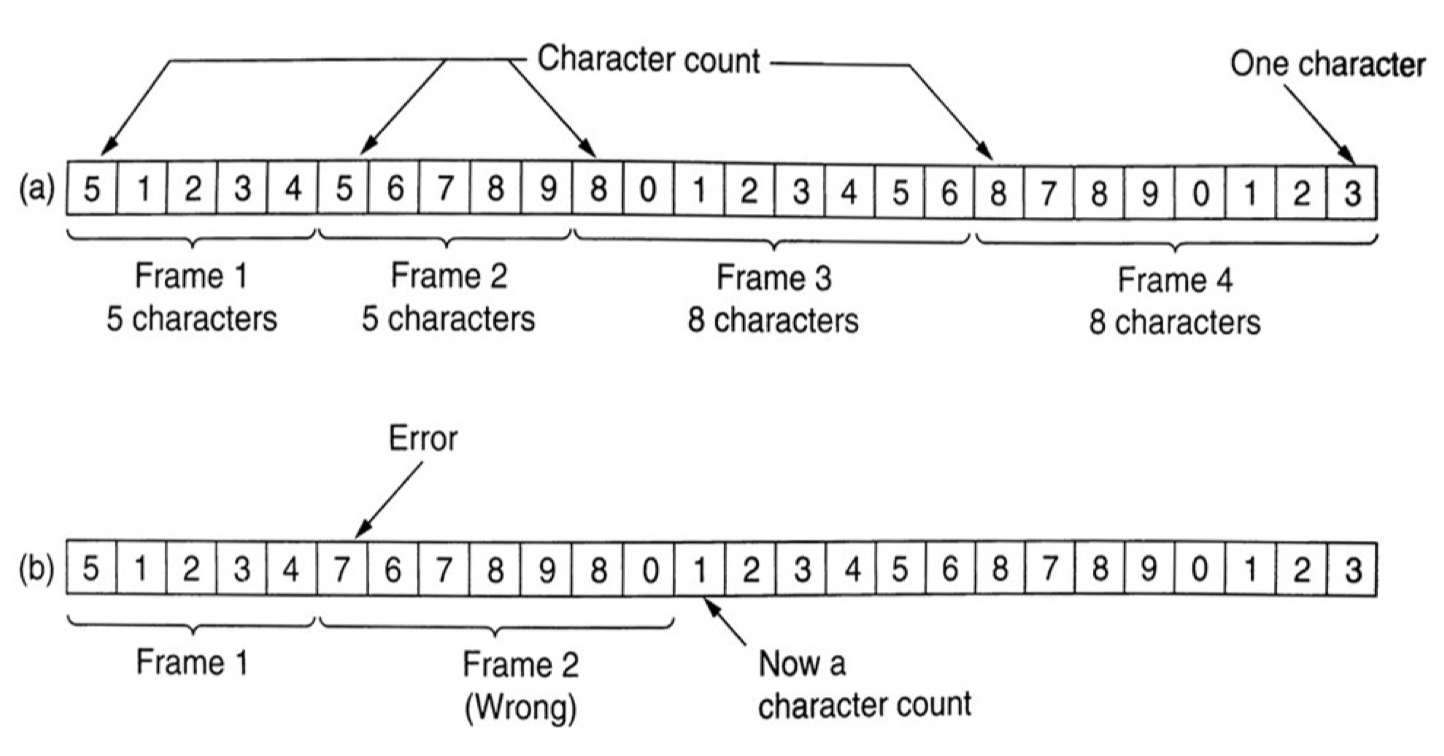 Character count
One character
(a) 5 1 2 3 4 5 6 7 8 9 8 0 1 2 3 4 5 6 8 7 8 9 0 1 2 3
Frame 1
5 characters
Frame 2
5 characters
Frame 3
8 characters
Frame 4
8 characters
Error
(b) 5 1 2 3 4 7 6 7 8 9 8 0 1 2 3 4 5 6 8 7 8 9 0 1 2 3
Frame 1
Frame 2
(Wrong)
Now a
character count